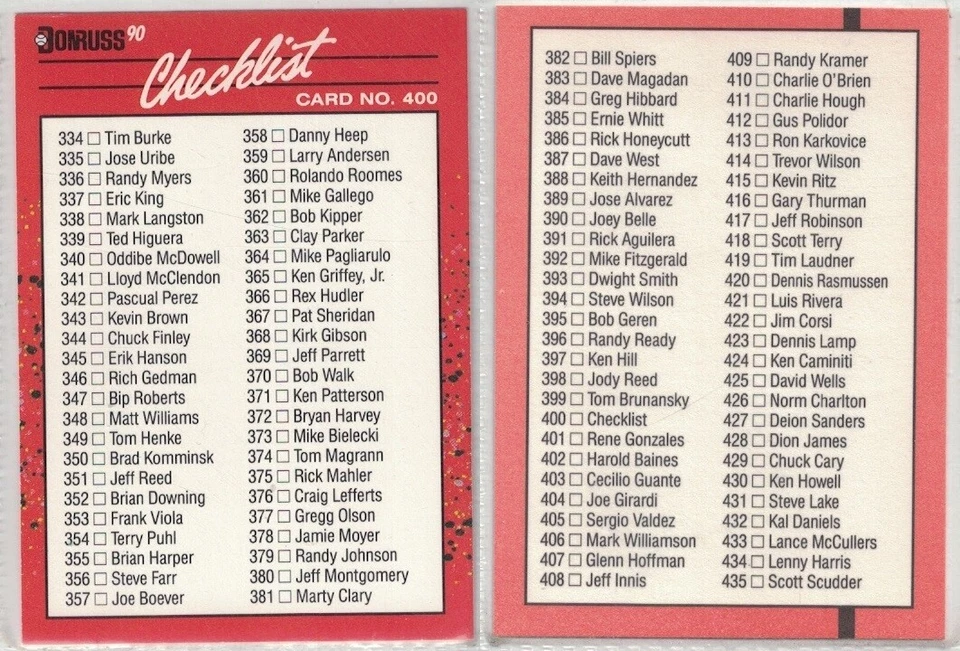 DONRUSS 90
Checklist
CARD NO. 400
334 Tim Burke
335 Jose Uribe
336 Randy Myers
337 Eric King
338 Mark Langston
339 Ted Higuera
340 Oddibe McDowell
341 Lloyd McClendon
342 Pascual Perez
343 Kevin Brown
344 Chuck Finley
345 Erik Hanson
346 Rich Gedman
347 Bip Roberts
348 Matt Williams
349 Tom Henke
350 Brad Komminsk
351 Jeff Reed
352 Brian Downing
353 Frank Viola
354 Terry Puhl
355 Brian Harper
356 Steve Farr
357 Joe Boever
358 Danny Heep
359 Larry Andersen
360 Rolando Roomes
361 Mike Gallego
362 Bob Kipper
363 Clay Parker
364 Mike Pagliarulo
365 Ken Griffey, Jr.
366 Rex Hudler
367 Pat Sheridan
368 Kirk Gibson
369 Jeff Parrett
370 Bob Walk
371 Ken Patterson
372 Bryan Harvey
373 Mike Bielecki
374 Tom Magrann
375 Rick Mahler
376 Craig Lefferts
377 Gregg Olson
378 Jamie Moyer
379 Randy Johnson
380 Jeff Montgomery
381 Marty Clary
382 Bill Spiers
383 Dave Magadan
384 Greg Hibbard
385 Ernie Whitt
386 Rick Honeycutt
387 Dave West
388 Keith Hernandez
389 Jose Alvarez
390 Joey Belle
391 Rick Aguilera
392 Mike Fitzgerald
393 Dwight Smith
394 Steve Wilson
395 Bob Geren
396 Randy Ready
397 Ken Hill
398 Jody Reed
399 Tom Brunansky
400 Checklist
401 Rene Gonzales
402 Harold Baines
403 Cecilio Guante
404 Joe Girardi
405 Sergio Valdez
406 Mark Williamson
407 Glenn Hoffman
408 Jeff Innis
409 Randy Kramer
410 Charlie O'Brien
411 Charlie Hough
412 Gus Polidor
413 Ron Karkovice
414 Trevor Wilson
415 Kevin Ritz
416 Gary Thurman
417 Jeff Robinson
418 Scott Terry
419 Tim Laudner
420 Dennis Rasmussen
421 Luis Rivera
422 Jim Corsi
423 Dennis Lamp
424 Ken Caminiti
425 David Wells
426 Norm Charlton
427 Deion Sanders
428 Dion James
429 Chuck Cary
430 Ken Howell
431 Steve Lake
432 Kal Daniels
433 Lance McCullers
434 Lenny Harris
435 Scott Scudder